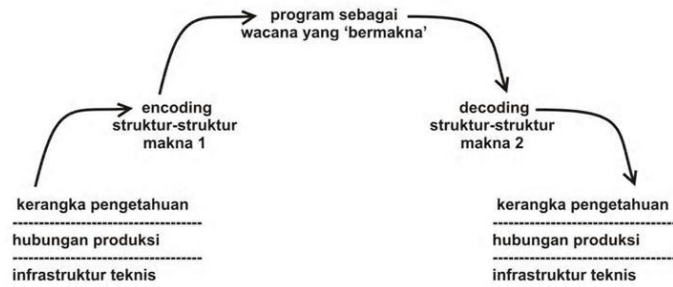 program sebagai
wacana yang ‘bermakna’
encoding
struktur-struktur
makna 1
decoding
struktur-struktur
makna 2
kerangka pengetahuan
hubungan produksi
infrastruktur teknis
kerangka pengetahuan
hubungan produksi
infrastruktur teknis